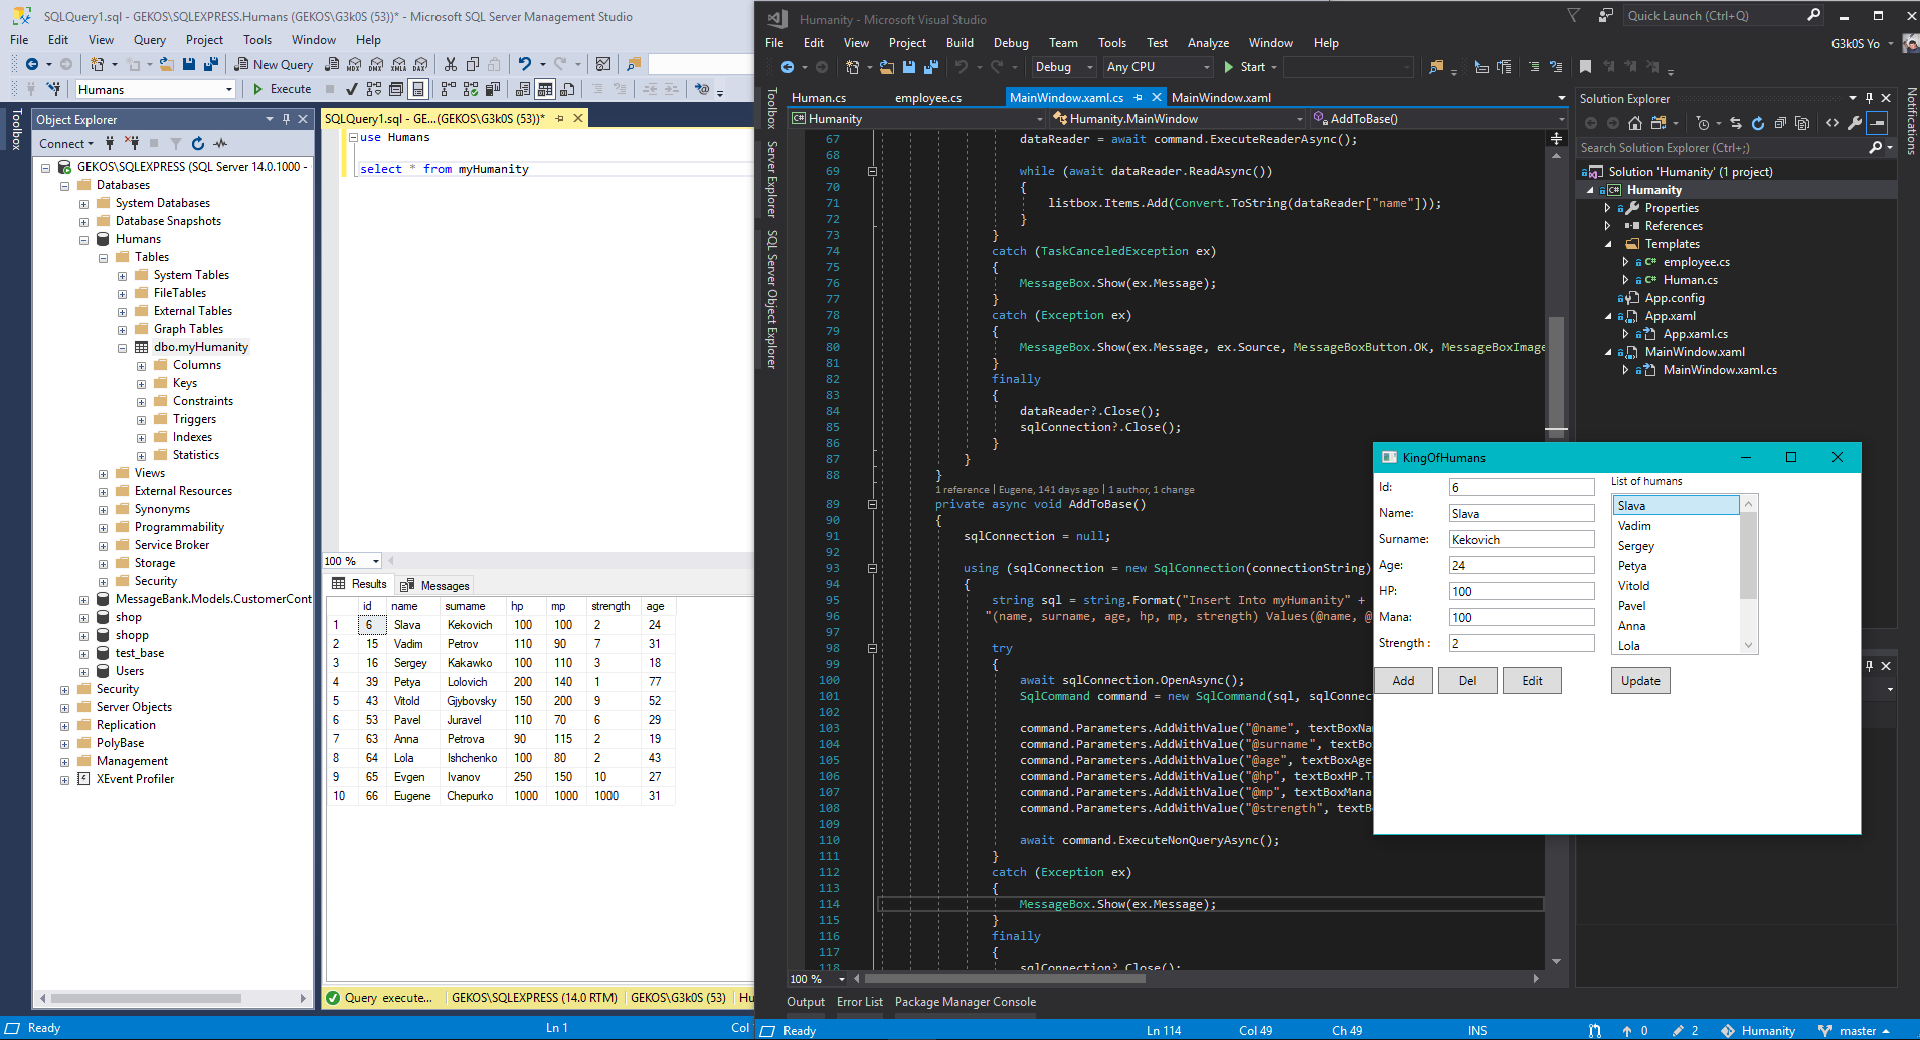 SQLQuery1.sql - GEKOS\SQLEXPRESS.Humans (GEKOS\G3k0S (53))* - Microsoft SQL Server Management Studio
File Edit View Query Project Tools Window Help
New Query
Humans Execute
Toolbox
Object Explorer
Connect
GEKOS\SQLEXPRESS (SQL Server 14.0.1000 -
Databases
System Databases
Database Snapshots
Humans
Tables
System Tables
FileTables
External Tables
Graph Tables
dbo.myHumanity
Columns
Keys
Constraints
Triggers
Indexes
Statistics
Views
External Resources
Synonyms
Programmability
Service Broker
Storage
Security
MessageBank.Models.CustomerCont
shop
shopp
test_base
Users
Security
Server Objects
Replication
PolyBase
Management
XEvent Profiler
SQLQuery1.sql - GE...(GEKOS\G3k0S (53))*
use Humans
select * from myHumanity
100 %
Results Messages
id name surname hp mp strength age
1 6 Slava Kekovich 100 100 2 24
2 15 Vadim Petrov 110 90 7 31
3 16 Sergey Kakawko 100 110 3 18
4 39 Petya Lolovich 200 140 1 77
5 43 Vitold Gjybovsky 150 200 9 52
6 53 Pavel Juravel 110 70 6 29
7 63 Anna Petrova 90 115 2 19
8 64 Lola Ishchenko 100 80 2 43
9 65 Evgen Ivanov 250 150 10 27
10 66 Eugene Chepurko 1000 1000 1000 31
Query execute... GEKOS\SQLEXPRESS (14.0 RTM) GEKOS\G3k0S (53) Hu
Ready Ln 1 Col
Humanity - Microsoft Visual Studio
Quick Launch (Ctrl+Q)
File Edit View Project Build Debug Team Tools Test Analyze Window Help
G3k0S Yo
Debug Any CPU Start
Toolbox
Server Explorer
SQL Server Object Explorer
Human.cs employee.cs MainWindow.xaml.cs MainWindow.xaml
Humanity Humanity.MainWindow AddToBase()
67 dataReader = await command.ExecuteReaderAsync();
68
69 while (await dataReader.ReadAsync())
70 {
71 listbox.Items.Add(Convert.ToString(dataReader["name"]));
72 }
73 }
74 catch (TaskCanceledException ex)
75 {
76 MessageBox.Show(ex.Message);
77 }
78 catch (Exception ex)
79 {
80 MessageBox.Show(ex.Message, ex.Source, MessageBoxButton.OK, MessageBoxImage
81 }
82 finally
83 {
84 dataReader?.Close();
85 sqlConnection?.Close();
86 }
87 }
88 }
1 reference | Eugene, 141 days ago | 1 author, 1 change
89 private async void AddToBase()
90 {
91 sqlConnection = null;
92
93 using (sqlConnection = new SqlConnection(connectionString)
94 {
95 string sql = string.Format("Insert Into myHumanity" +
96 "(name, surname, age, hp, mp, strength) Values(@name, @
97
98 try
99 {
100 await sqlConnection.OpenAsync();
101 SqlCommand command = new SqlCommand(sql, sqlConnec
102
103 command.Parameters.AddWithValue("@name", textBoxNa
104 command.Parameters.AddWithValue("@surname", textBo
105 command.Parameters.AddWithValue("@age", textBoxAge
106 command.Parameters.AddWithValue("@hp", textBoxHP.T
107 command.Parameters.AddWithValue("@mp", textBoxMana
108 command.Parameters.AddWithValue("@strength", textB
109
110 await command.ExecuteNonQueryAsync();
111 }
112 catch (Exception ex)
113 {
114 MessageBox.Show(ex.Message);
115 }
116 finally
117 {
118 sqlConnection?.Close();
100 %
Output Error List Package Manager Console
Solution Explorer
Search Solution Explorer (Ctrl+;)
Solution 'Humanity' (1 project)
Humanity
Properties
References
Templates
employee.cs
Human.cs
App.config
App.xaml
App.xaml.cs
MainWindow.xaml
MainWindow.xaml.cs
Notifications
KingOfHumans
Id: 6
Name: Slava
Surname: Kekovich
Age: 24
HP: 100
Mana: 100
Strength : 2
List of humans
Slava
Vadim
Sergey
Petya
Vitold
Pavel
Anna
Lola
Add Del Edit Update
Ready Ln 114 Col 49 Ch 49 INS 0 2 Humanity master